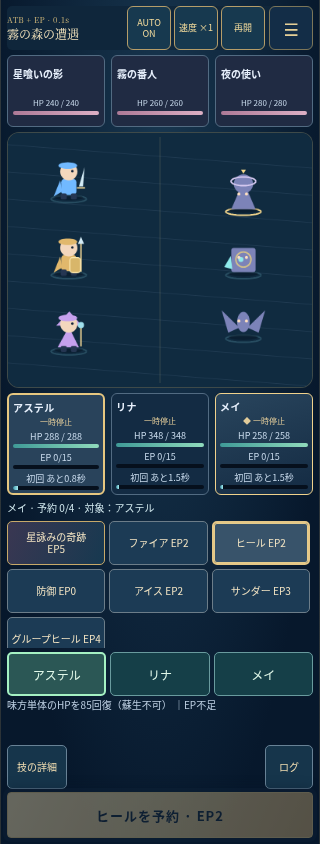 ATB + EP · 0.1s
霧の森の遭遇
AUTO
ON
速度 ×1
再開
☰
星喰いの影
HP 240 / 240
霧の番人
HP 260 / 260
夜の使い
HP 280 / 280
アステル
一時停止
HP 288 / 288
EP 0/15
初回 あと0.8秒
リナ
一時停止
HP 348 / 348
EP 0/15
初回 あと1.5秒
メイ
◆ 一時停止
HP 258 / 258
EP 0/15
初回 あと1.5秒
メイ · 予約 0/4 · 対象：アステル
星詠みの奇跡
EP5
ファイア EP2
ヒール EP2
防御 EP0
アイス EP2
サンダー EP3
グループヒール EP4
アステル
リナ
メイ
味方単体のHPを85回復（蘇生不可）｜EP不足
技の詳細
ログ
ヒールを予約 · EP2